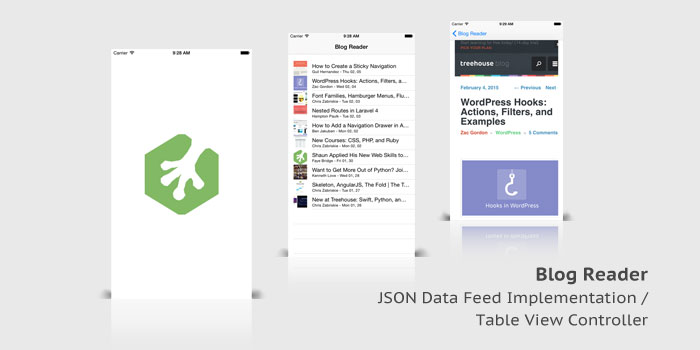 Carrier
9:28 AM
Carrier
9:28 AM
Blog Reader
How to Create a Sticky Navigation
Guil Hernandez - Thu 02, 05
WordPress Hooks: Actions, Filters, a...
Zac Gordon - Wed 02, 04
Font Families, Hamburger Menus, Flu...
Chris Zabriskie - Tue 02, 03
Nested Routes in Laravel 4
Hampton Paulk - Tue 02, 03
How to Add a Navigation Drawer in A...
Ben Jakuben - Mon 02, 02
New Courses: CSS, PHP, and Ruby
Chris Zabriskie - Mon 02, 02
Shaun Applied His New Web Skills to...
Faye Bridge - Fri 01, 30
Want to Get More Out of Python? Joi...
Kenneth Love - Wed 01, 28
Skeleton, AngularJS, The Fold | The T...
Chris Zabriskie - Tue 01, 27
New at Treehouse: Swift, Python, an...
Chris Zabriskie - Mon 01, 26
Carrier
9:29 AM
Blog Reader
treehouse blog
February 4, 2015
← Previous Next
WordPress Hooks:
Actions, Filters, and
Examples
Zac Gordon
WordPress
5 Comments
Hooks in WordPress
Blog Reader
JSON Data Feed Implementation /
Table View Controller